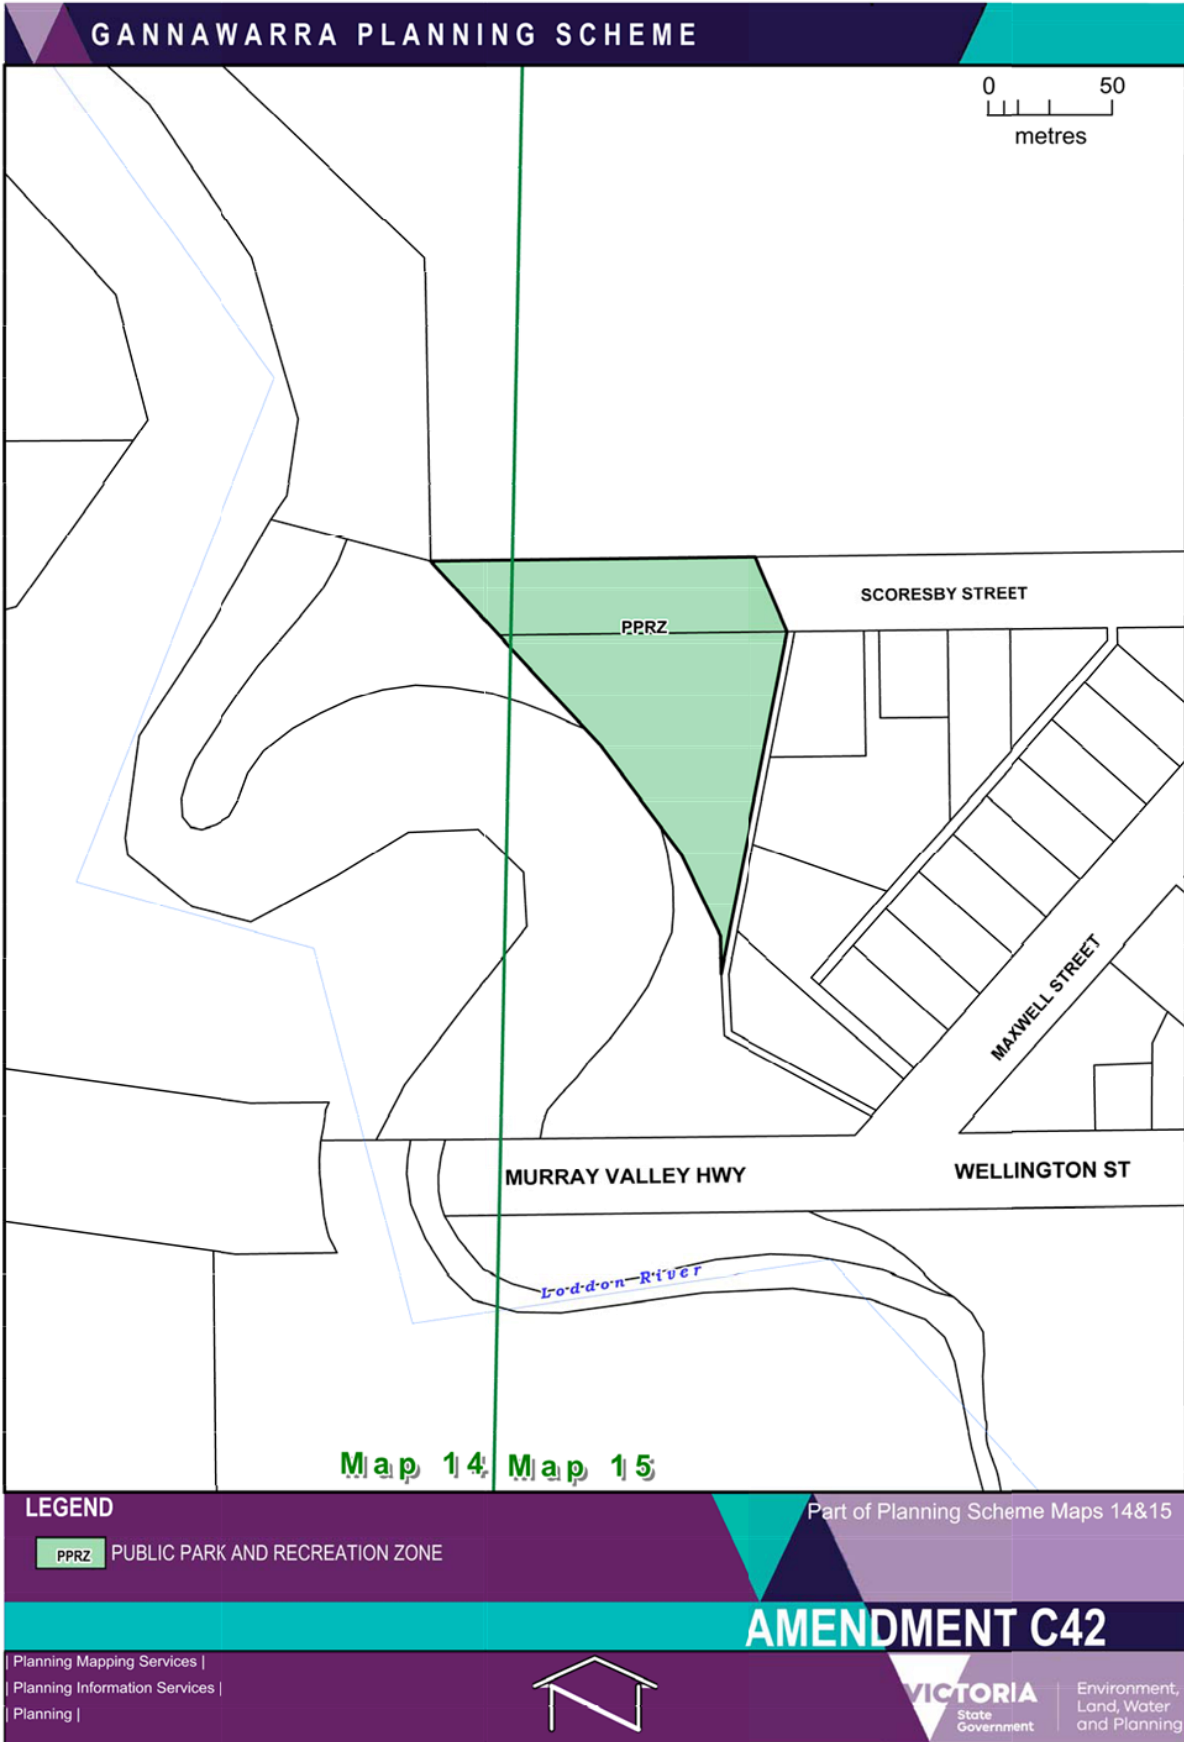 GANNAWARRA PLANNING SCHEME
0 50
metres
SCORESBY STREET
PPRZ
MAXWELL STREET
MURRAY VALLEY HWY
WELLINGTON ST
Loddon River
Map 14 Map 15
LEGEND
Part of Planning Scheme Maps 14&15
PPRZ PUBLIC PARK AND RECREATION ZONE
AMENDMENT C42
| Planning Mapping Services |
| Planning Information Services |
| Planning |
VICTORIA
State
Government
Environment,
Land, Water
and Planning